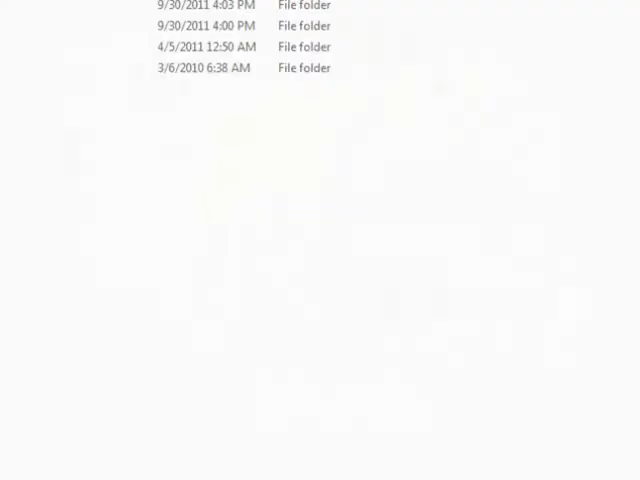 9/30/2011 4:03 PM File folder
9/30/2011 4:00 PM File folder
4/5/2011 12:50 AM File folder
3/6/2010 6:38 AM File folder